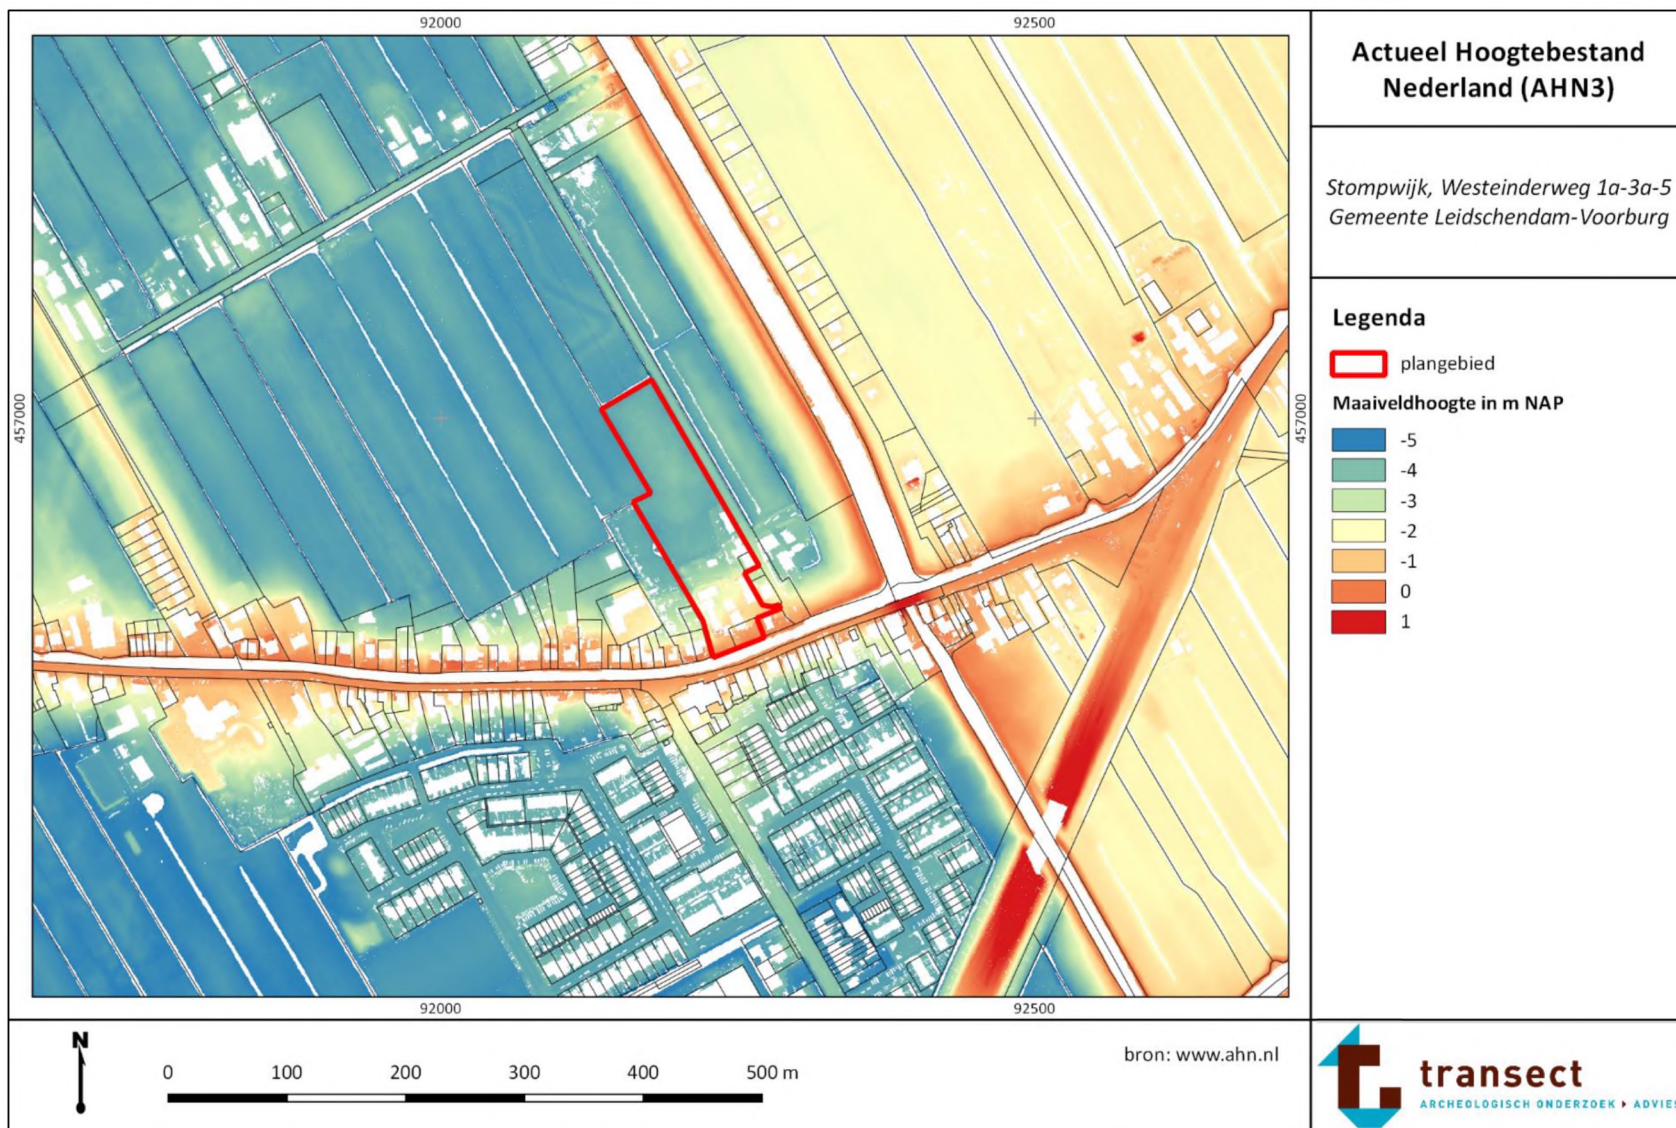 92000
92500
457000
457000
92000
92500
Actueel Hoogtebestand
Nederland (AHN3)
Stompwijk, Westeinderweg 1a-3a-5
Gemeente Leidschendam-Voorburg
Legenda
plangebied
Maaiveldhoogte in m NAP
-5
-4
-3
-2
-1
0
1
N
0 100 200 300 400 500 m
bron: www.ahn.nl
transect
ARCHEOLOGISCH ONDERZOEK ▸ ADVIES